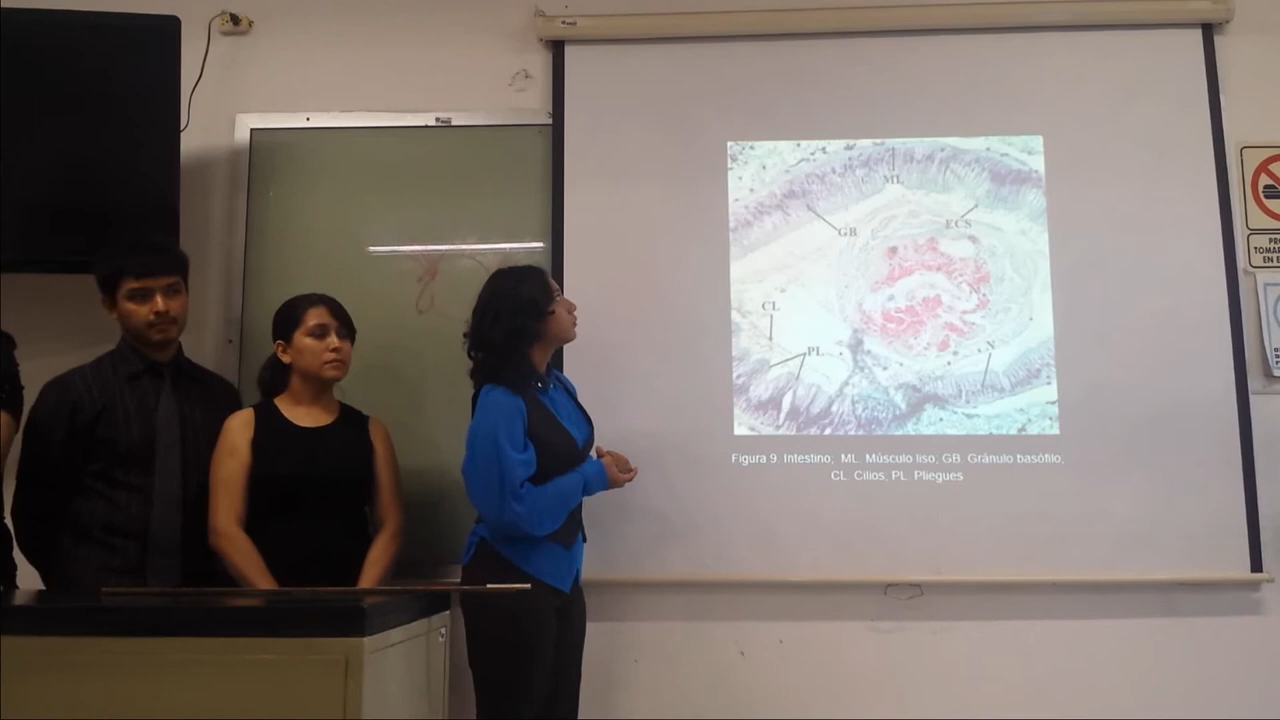 ML
GB
ECS
CL
PL
N
Figura 9. Intestino; ML. Músculo liso; GB. Gránulo basófilo;
CL. Cilios; PL. Pliegues